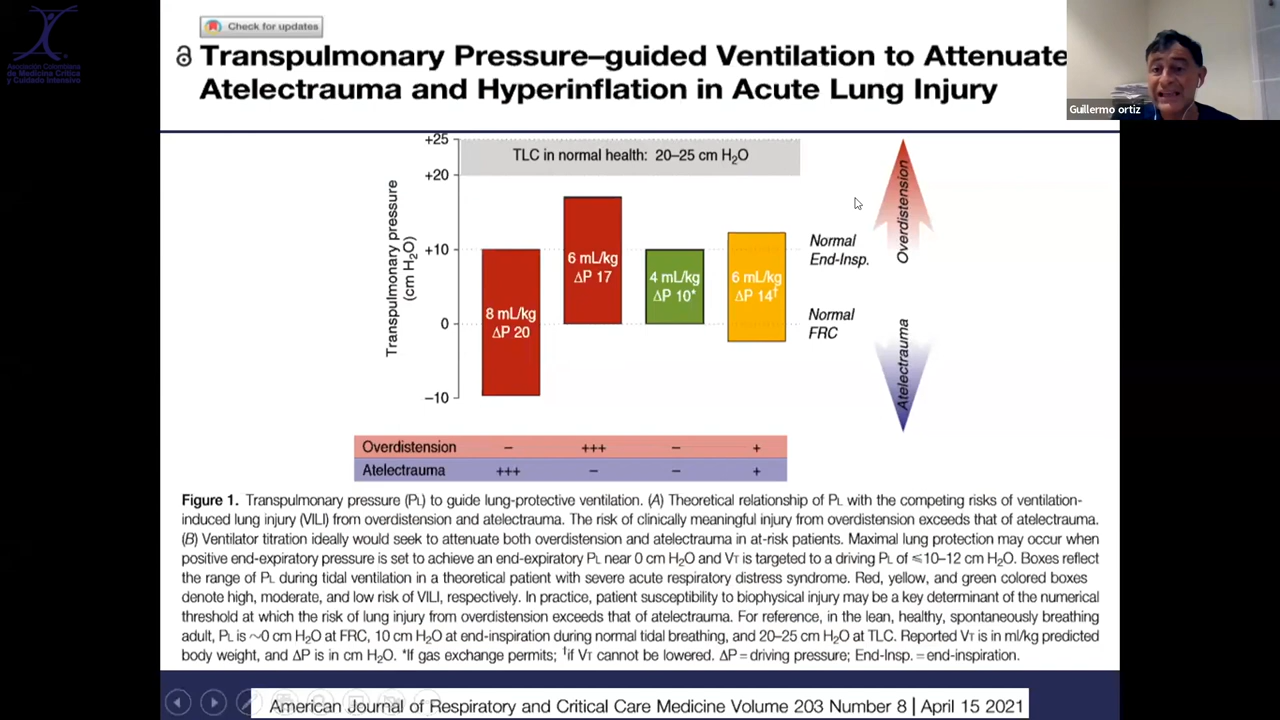 Asociación Colombiana
de Medicina Crítica
y Cuidado Intensivo
Check for updates
Transpulmonary Pressure–guided Ventilation to Attenuate
Atelectrauma and Hyperinflation in Acute Lung Injury
Guillermo ortiz
Transpulmonary pressure
(cm H₂O)
+25
+20
+10
0
−10
TLC in normal health: 20–25 cm H₂O
8 mL/kg
ΔP 20
6 mL/kg
ΔP 17
4 mL/kg
ΔP 10*
6 mL/kg
ΔP 14†
Normal
End-Insp.
Normal
FRC
Overdistension
Atelectrauma
Overdistension – +++ – +
Atelectrauma +++ – – +
Figure 1. Transpulmonary pressure (PL) to guide lung-protective ventilation. (A) Theoretical relationship of PL with the competing risks of ventilation-
induced lung injury (VILI) from overdistension and atelectrauma. The risk of clinically meaningful injury from overdistension exceeds that of atelectrauma.
(B) Ventilator titration ideally would seek to attenuate both overdistension and atelectrauma in at-risk patients. Maximal lung protection may occur when
positive end-expiratory pressure is set to achieve an end-expiratory PL near 0 cm H₂O and VT is targeted to a driving PL of ⩽10–12 cm H₂O. Boxes reflect
the range of PL during tidal ventilation in a theoretical patient with severe acute respiratory distress syndrome. Red, yellow, and green colored boxes
denote high, moderate, and low risk of VILI, respectively. In practice, patient susceptibility to biophysical injury may be a key determinant of the numerical
threshold at which the risk of lung injury from overdistension exceeds that of atelectrauma. For reference, in the lean, healthy, spontaneously breathing
adult, PL is ∼0 cm H₂O at FRC, 10 cm H₂O at end-inspiration during normal tidal breathing, and 20–25 cm H₂O at TLC. Reported VT is in ml/kg predicted
body weight, and ΔP is in cm H₂O. *If gas exchange permits; †if VT cannot be lowered. ΔP = driving pressure; End-Insp. = end-inspiration.
American Journal of Respiratory and Critical Care Medicine Volume 203 Number 8 | April 15 2021